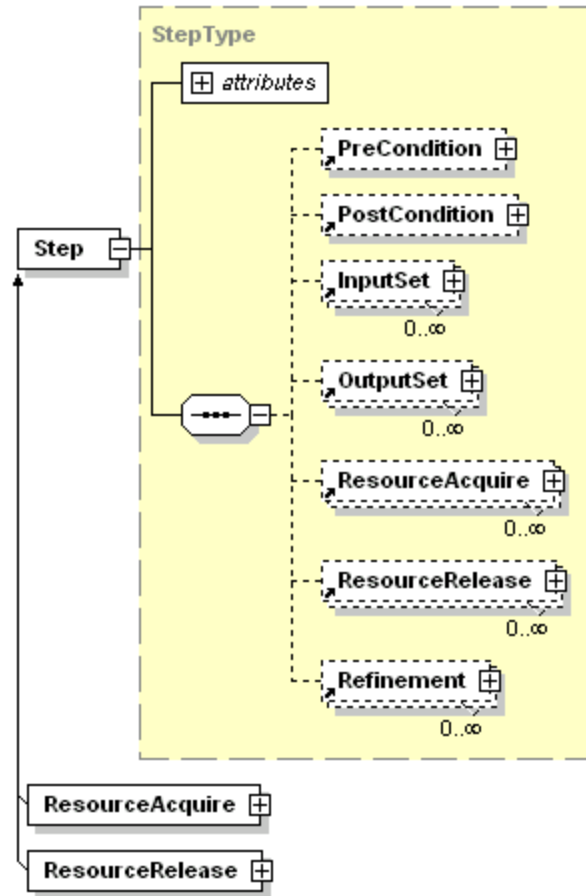 StepType
attributes
PreCondition
PostCondition
Step
InputSet
0..∞
OutputSet
0..∞
ResourceAcquire
0..∞
ResourceRelease
0..∞
Refinement
0..∞
ResourceAcquire
ResourceRelease